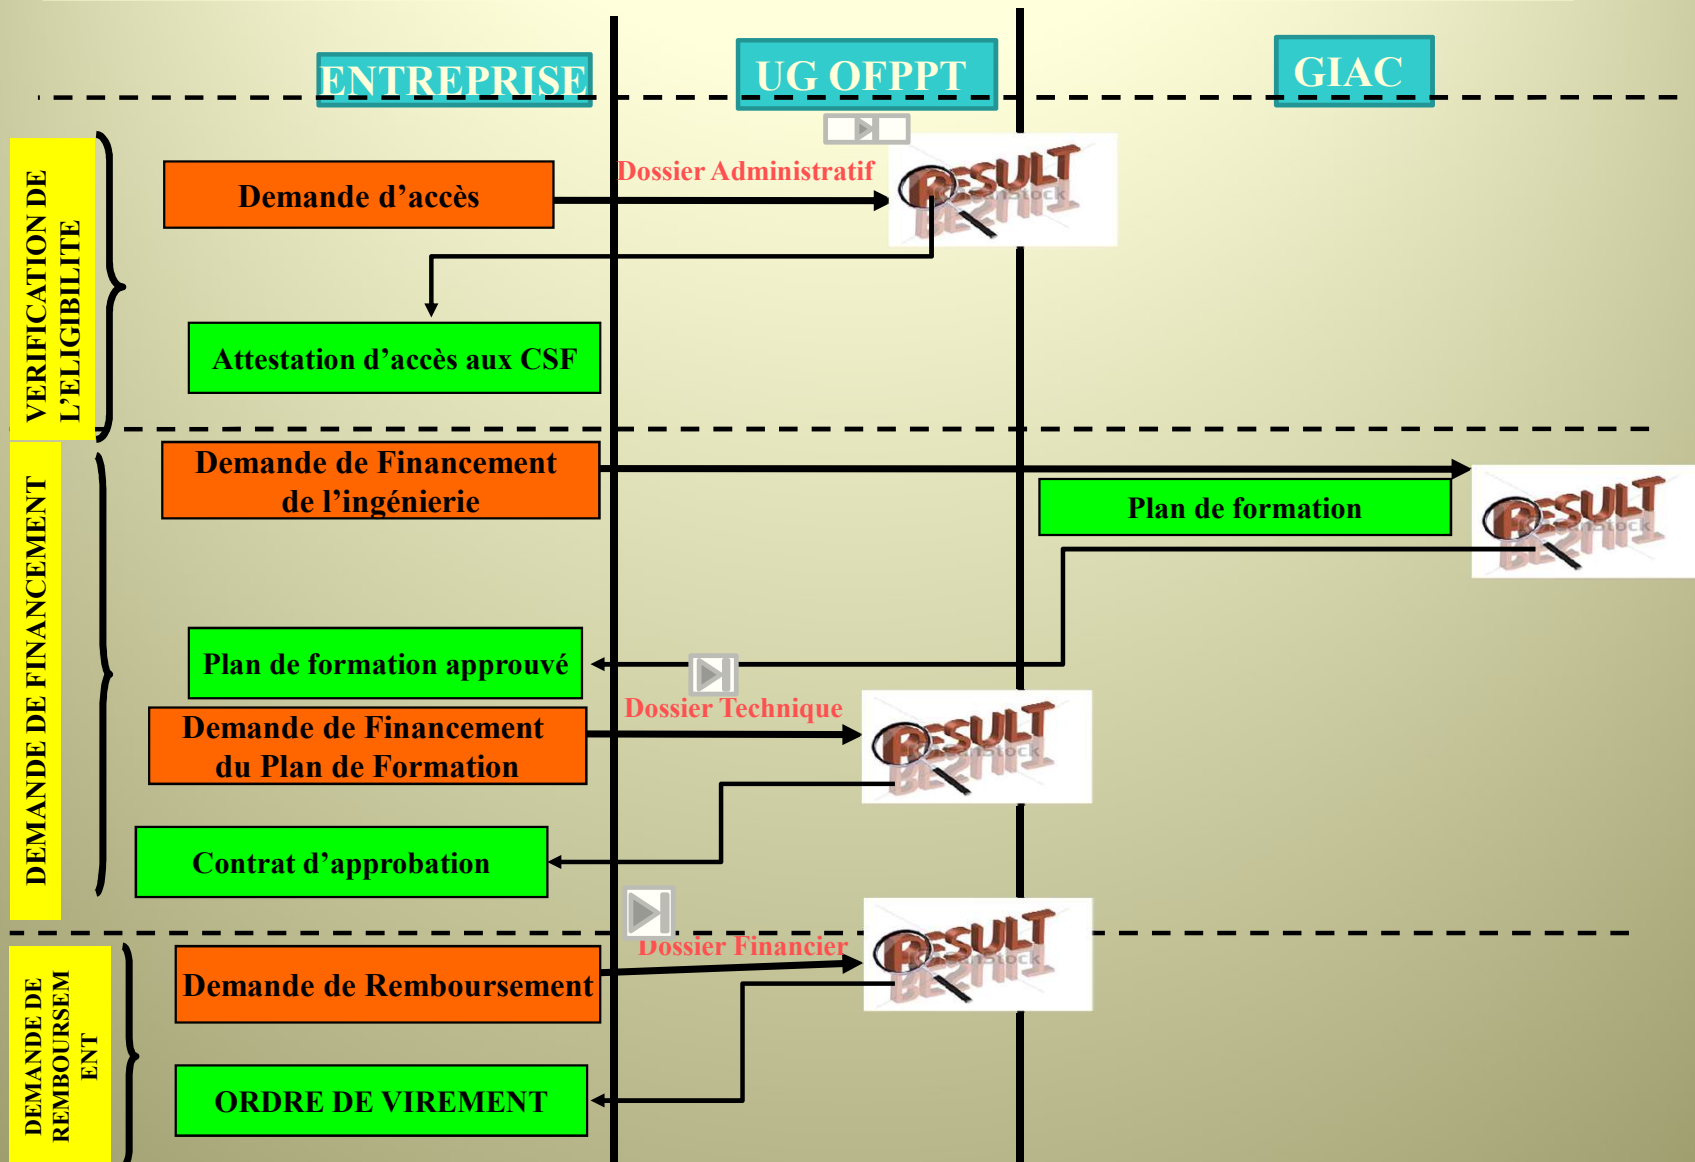 ENTREPRISE
UG OFPPT
GIAC
VERIFICATION DE
L’ELIGIBILITE
Demande d’accès
Dossier Administratif
RESULT
Attestation d’accès aux CSF
DEMANDE DE FINANCEMENT
Demande de Financement
de l’ingénierie
Plan de formation
RESULT
Plan de formation approuvé
Dossier Technique
Demande de Financement
du Plan de Formation
RESULT
Contrat d’approbation
DEMANDE DE
REMBOURSEM
ENT
Dossier Financier
Demande de Remboursement
RESULT
ORDRE DE VIREMENT